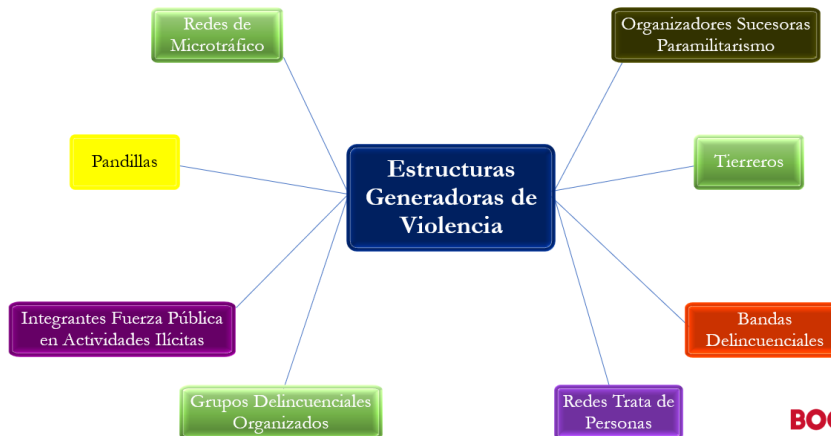 Redes de
Microtráfico
Organizadores Sucesoras
Paramilitarismo
Pandillas
Estructuras
Generadoras de
Violencia
Tierreros
Integrantes Fuerza Pública
en Actividades Ilícitas
Bandas
Delincuenciales
Grupos Delincuenciales
Organizados
Redes Trata de
Personas